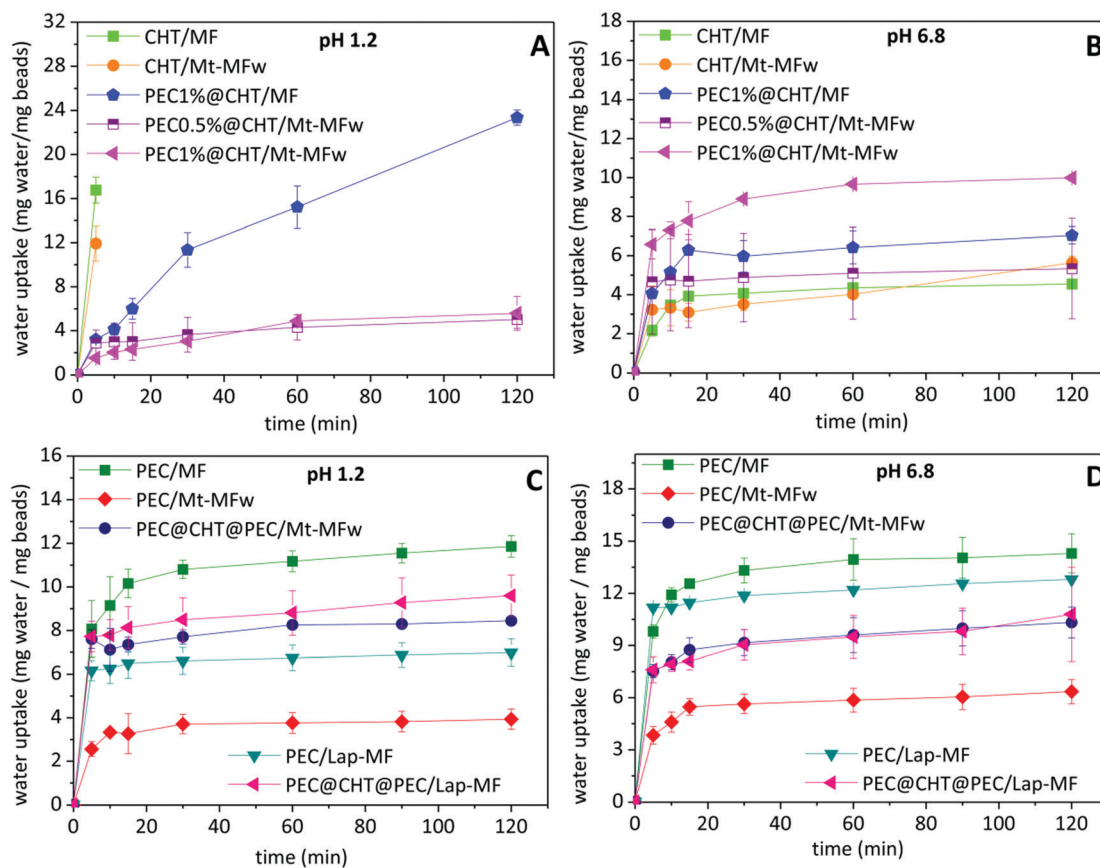 A
pH 1.2
CHT/MF
CHT/Mt-MFw
PEC1%@CHT/MF
PEC0.5%@CHT/Mt-MFw
PEC1%@CHT/Mt-MFw
water uptake (mg water/mg beads)
32
28
24
20
16
12
8
4
0
0 20 40 60 80 100 120
time (min)
B
pH 6.8
CHT/MF
CHT/Mt-MFw
PEC1%@CHT/MF
PEC0.5%@CHT/Mt-MFw
PEC1%@CHT/Mt-MFw
water uptake (mg water/mg beads)
18
16
14
12
10
8
6
4
2
0
0 20 40 60 80 100 120
time (min)
C
pH 1.2
PEC/MF
PEC/Mt-MFw
PEC@CHT@PEC/Mt-MFw
PEC/Lap-MF
PEC@CHT@PEC/Lap-MF
water uptake (mg water / mg beads)
16
14
12
10
8
6
4
2
0
0 20 40 60 80 100 120
time (min)
D
pH 6.8
PEC/MF
PEC/Mt-MFw
PEC@CHT@PEC/Mt-MFw
PEC/Lap-MF
PEC@CHT@PEC/Lap-MF
water uptake (mg water / mg beads)
18
15
12
9
6
3
0
0 20 40 60 80 100 120
time (min)